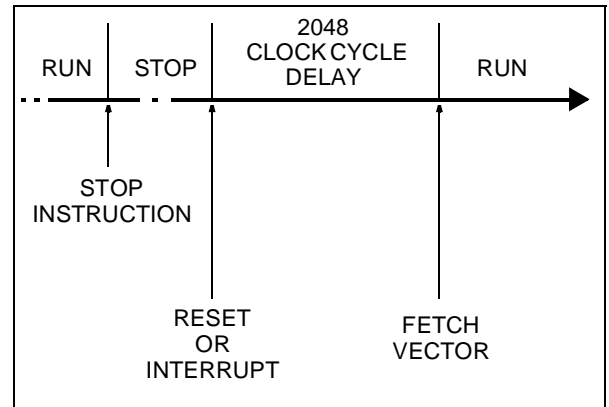 2048
CLOCK CYCLE
DELAY
RUN
STOP
RUN
STOP
INSTRUCTION
RESET
OR
INTERRUPT
FETCH
VECTOR